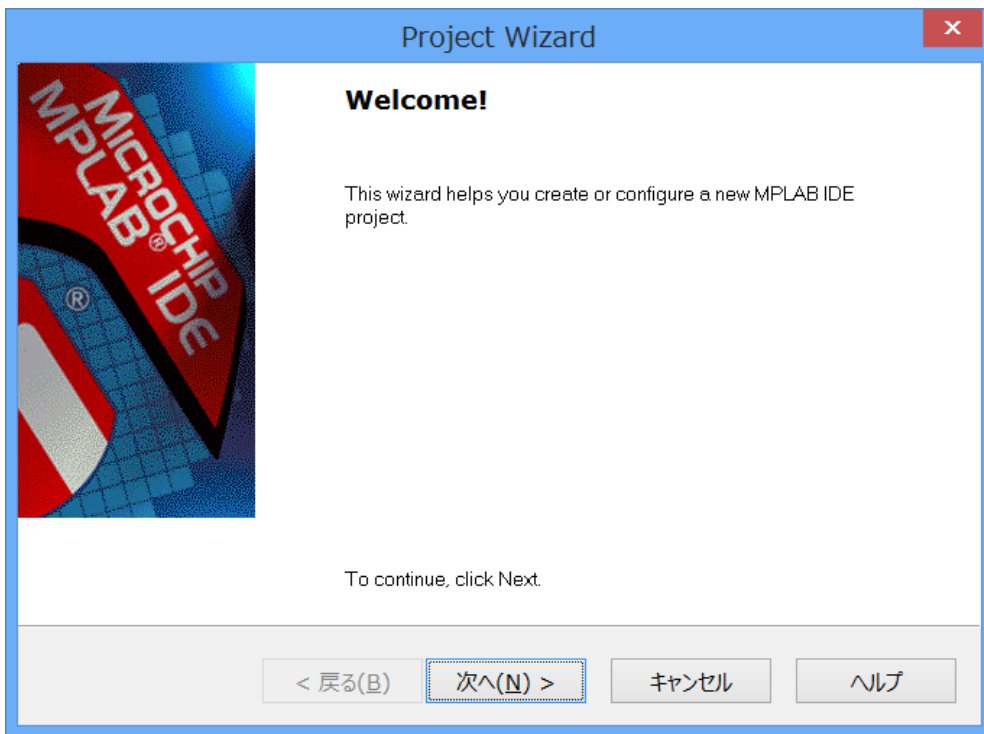 Project Wizard
MICROCHIP
MPLAB® IDE
®
Welcome!
This wizard helps you create or configure a new MPLAB IDE
project.
To continue, click Next.
< 戻る(B)
次へ(N) >
キャンセル
ヘルプ